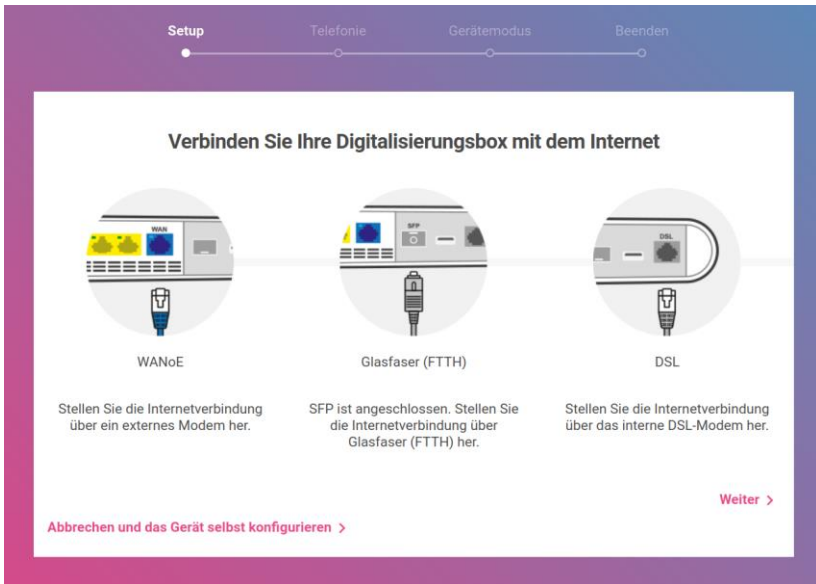 Setup
Telefonie
Gerätemodus
Beenden
Verbinden Sie Ihre Digitalisierungsbox mit dem Internet
WAN
SFP
DSL
WANoE
Glasfaser (FTTH)
DSL
Stellen Sie die Internetverbindung
über ein externes Modem her.
SFP ist angeschlossen. Stellen Sie
die Internetverbindung über
Glasfaser (FTTH) her.
Stellen Sie die Internetverbindung
über das interne DSL-Modem her.
Weiter >
Abbrechen und das Gerät selbst konfigurieren >